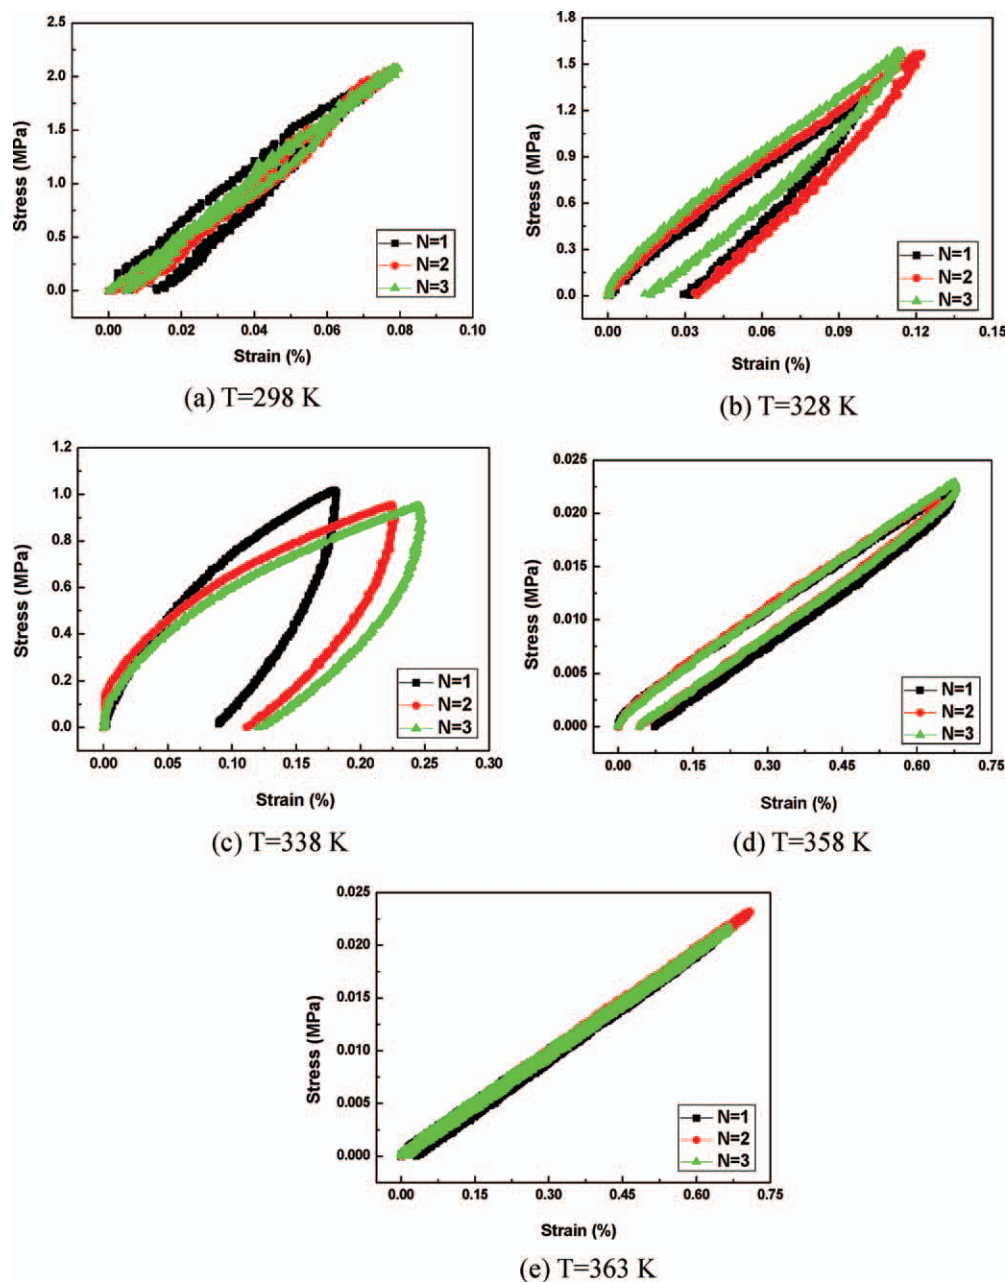 2.5
2.0
1.5
1.0
0.5
0.0
Stress (MPa)
N=1
N=2
N=3
0.00 0.02 0.04 0.06 0.08 0.10
Strain (%)
(a) T=298 K
1.8
1.5
1.2
0.9
0.6
0.3
0.0
Stress (MPa)
N=1
N=2
N=3
0.00 0.03 0.06 0.09 0.12 0.15
Strain (%)
(b) T=328 K
1.2
1.0
0.8
0.6
0.4
0.2
0.0
Stress (MPa)
N=1
N=2
N=3
0.00 0.05 0.10 0.15 0.20 0.25 0.30
Strain (%)
(c) T=338 K
0.025
0.020
0.015
0.010
0.005
0.000
Stress (MPa)
N=1
N=2
N=3
0.00 0.15 0.30 0.45 0.60 0.75
Strain (%)
(d) T=358 K
0.025
0.020
0.015
0.010
0.005
0.000
Stress (MPa)
N=1
N=2
N=3
0.00 0.15 0.30 0.45 0.60 0.75
Strain (%)
(e) T=363 K